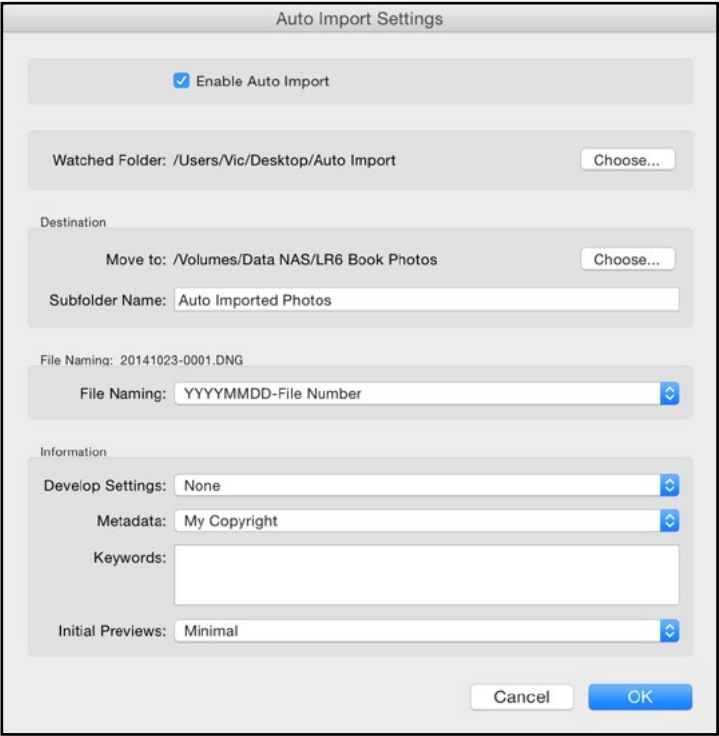 Auto Import Settings
Enable Auto Import
Watched Folder: /Users/Vic/Desktop/Auto Import Choose...
Destination
Move to: /Volumes/Data NAS/LR6 Book Photos Choose...
Subfolder Name: Auto Imported Photos
File Naming: 20141023-0001.DNG
File Naming: YYYYMMDD-File Number
Information
Develop Settings: None
Metadata: My Copyright
Keywords:
Initial Previews: Minimal
Cancel OK